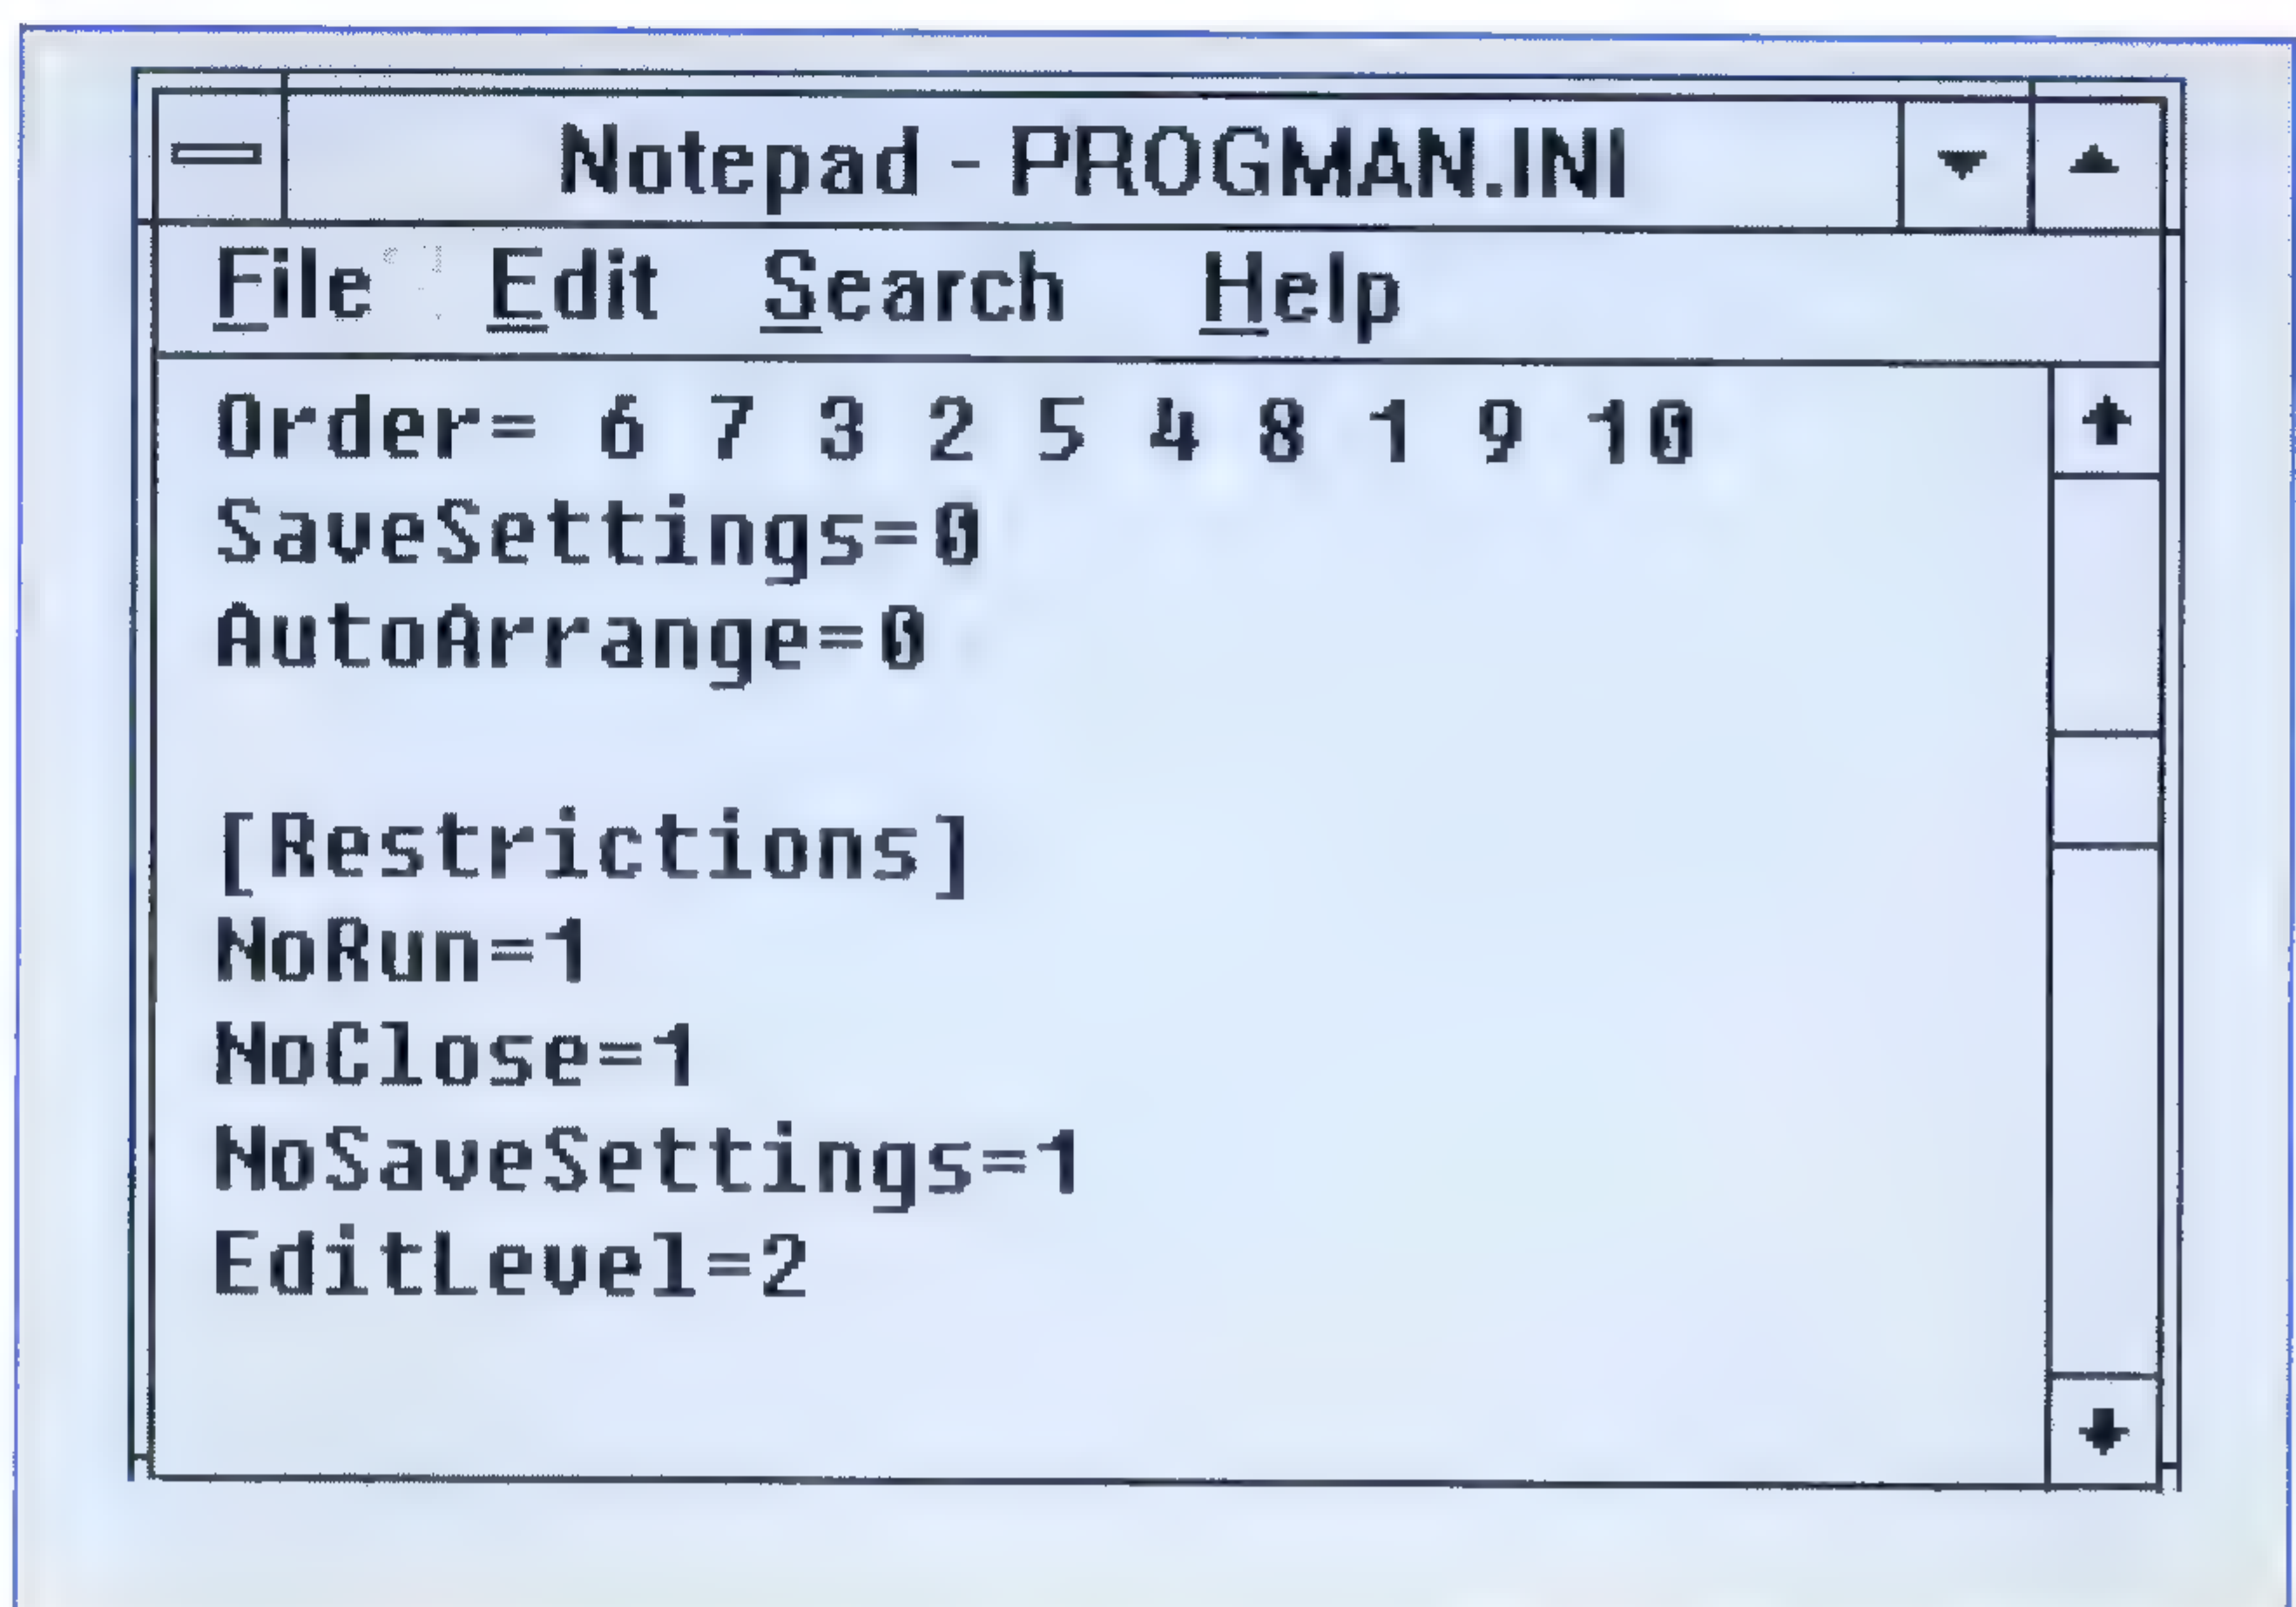 Notepad - PROGMAN.INI
File Edit Search Help
Order= 6 7 3 2 5 4 8 1 9 10
SaveSettings=0
AutoArrange=0
[Restrictions]
NoRun=1
NoClose=1
NoSaveSettings=1
EditLevel=2